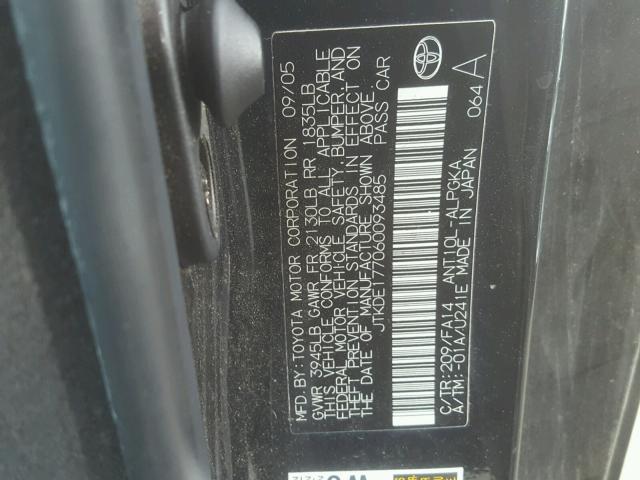 MFD. BY: TOYOTA MOTOR CORPORATION 09/05
GVWR 3945LB GAWR FR 2130LB RR 1835LB
THIS VEHICLE CONFORMS TO ALL APPLICABLE
FEDERAL MOTOR VEHICLE SAFETY, BUMPER, AND
THEFT PREVENTION STANDARDS IN EFFECT ON
THE DATE OF MANUFACTURE SHOWN ABOVE.
JTKDE177060093485 PASS CAR
C/TR: 209/FA14 ANT10L-ALPGKA 064 A
A/TM: -01A/U241E MADE IN JAPAN